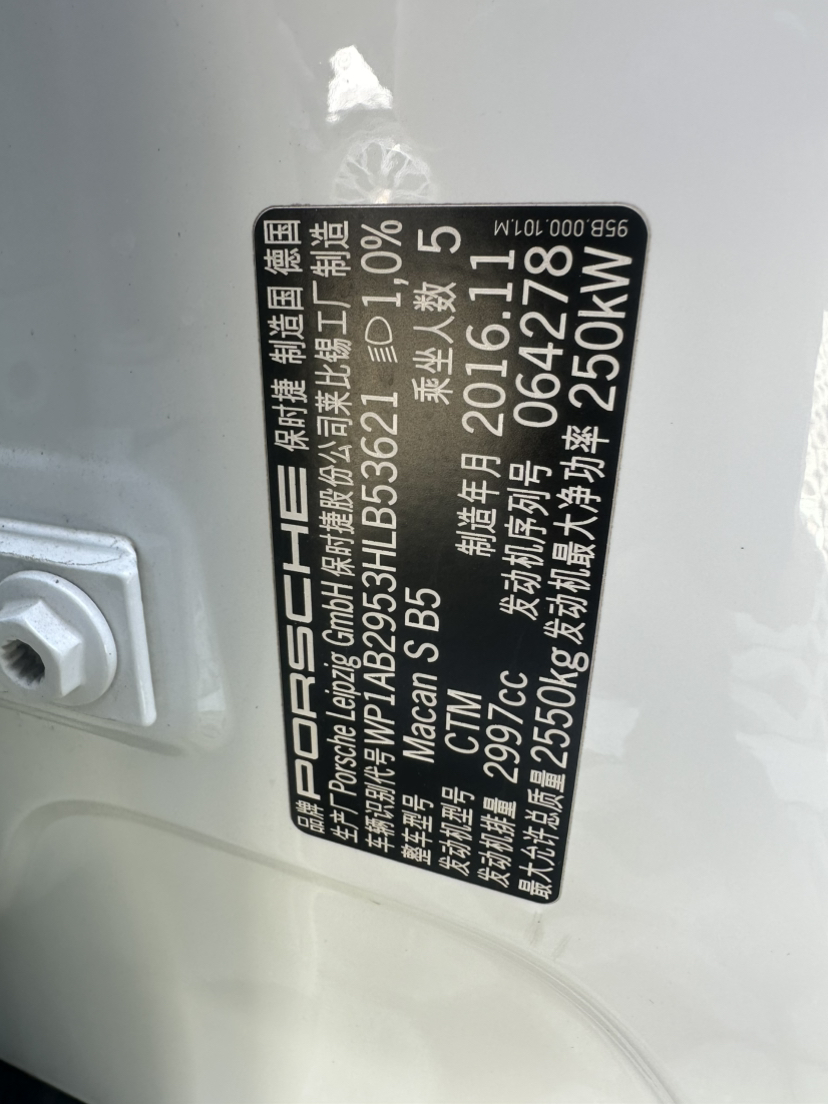 品牌 PORSCHE 保时捷 制造国 德国
生产厂 Porsche Leipzig GmbH 保时捷股份公司莱比锡工厂 制造
车辆识别代号 WP1AB2953HLB53621 1,0%
整车型号 Macan S B5 乘坐人数 5
发动机型号 CTM 制造年月 2016.11
发动机排量 2997cc 发动机序列号 064278
最大允许总质量 2550kg 发动机最大净功率 250kW
95B.000.101.M